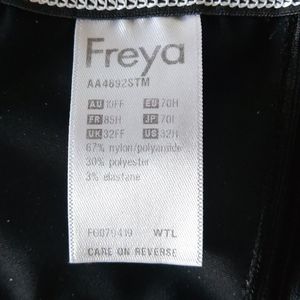 Freya
AA4892STM
AU 10FF EU 70H
FR 85H JP 70I
UK 32FF US 32H
67% nylon/polyamide
30% polyester
3% elastane
F0070419 WTL
CARE ON REVERSE